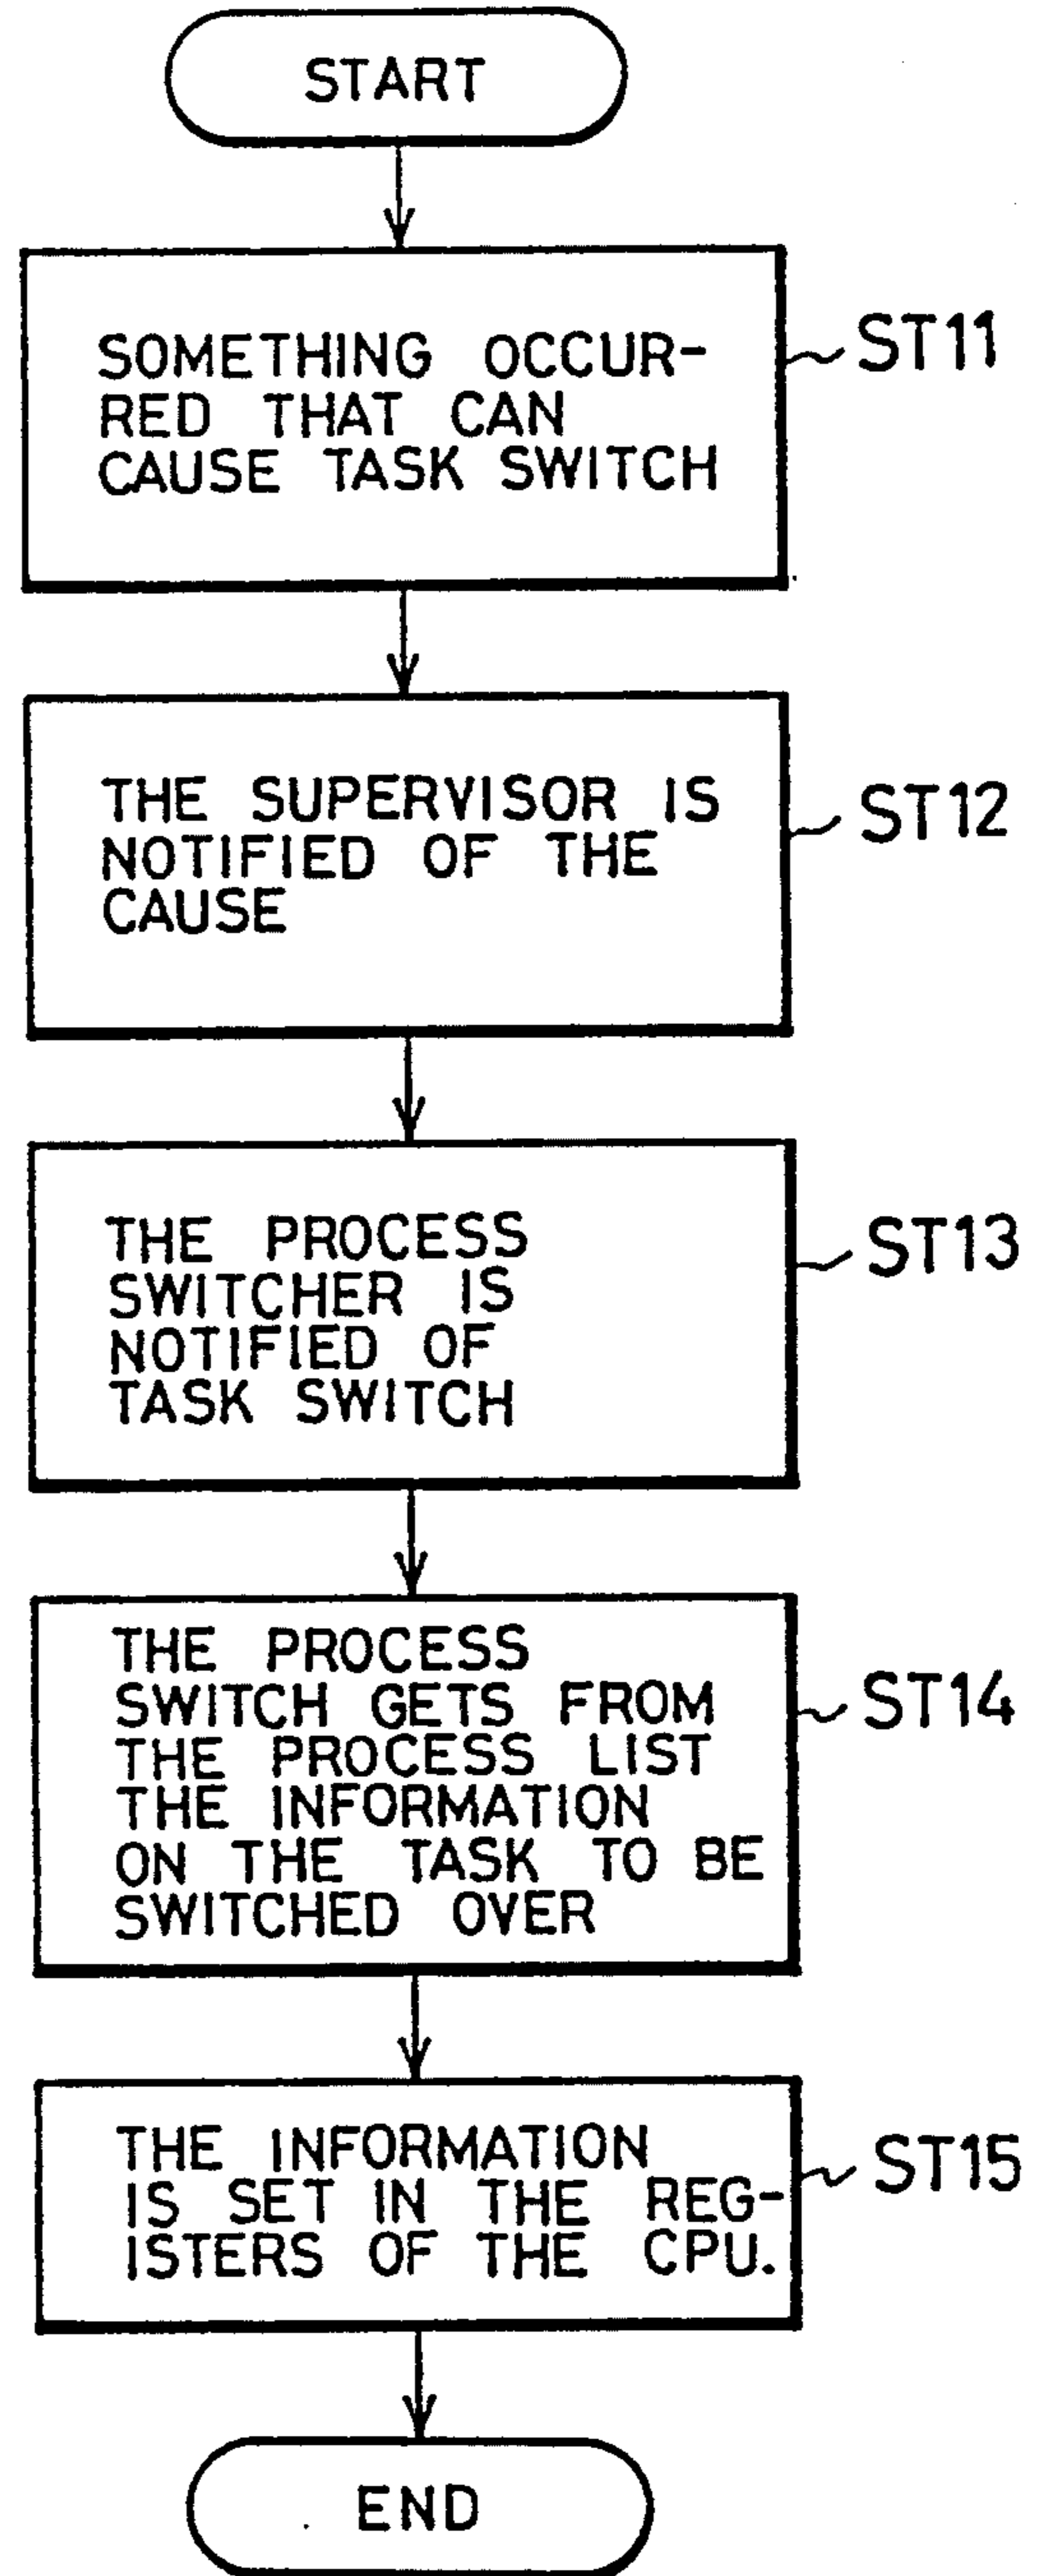 START
SOMETHING OCCUR-
RED THAT CAN
CAUSE TASK SWITCH
ST11
THE SUPERVISOR IS
NOTIFIED OF THE
CAUSE
ST12
THE PROCESS
SWITCHER IS
NOTIFIED OF
TASK SWITCH
ST13
THE PROCESS
SWITCH GETS FROM
THE PROCESS LIST
THE INFORMATION
ON THE TASK TO BE
SWITCHED OVER
ST14
THE INFORMATION
IS SET IN THE REG-
ISTERS OF THE CPU.
ST15
END